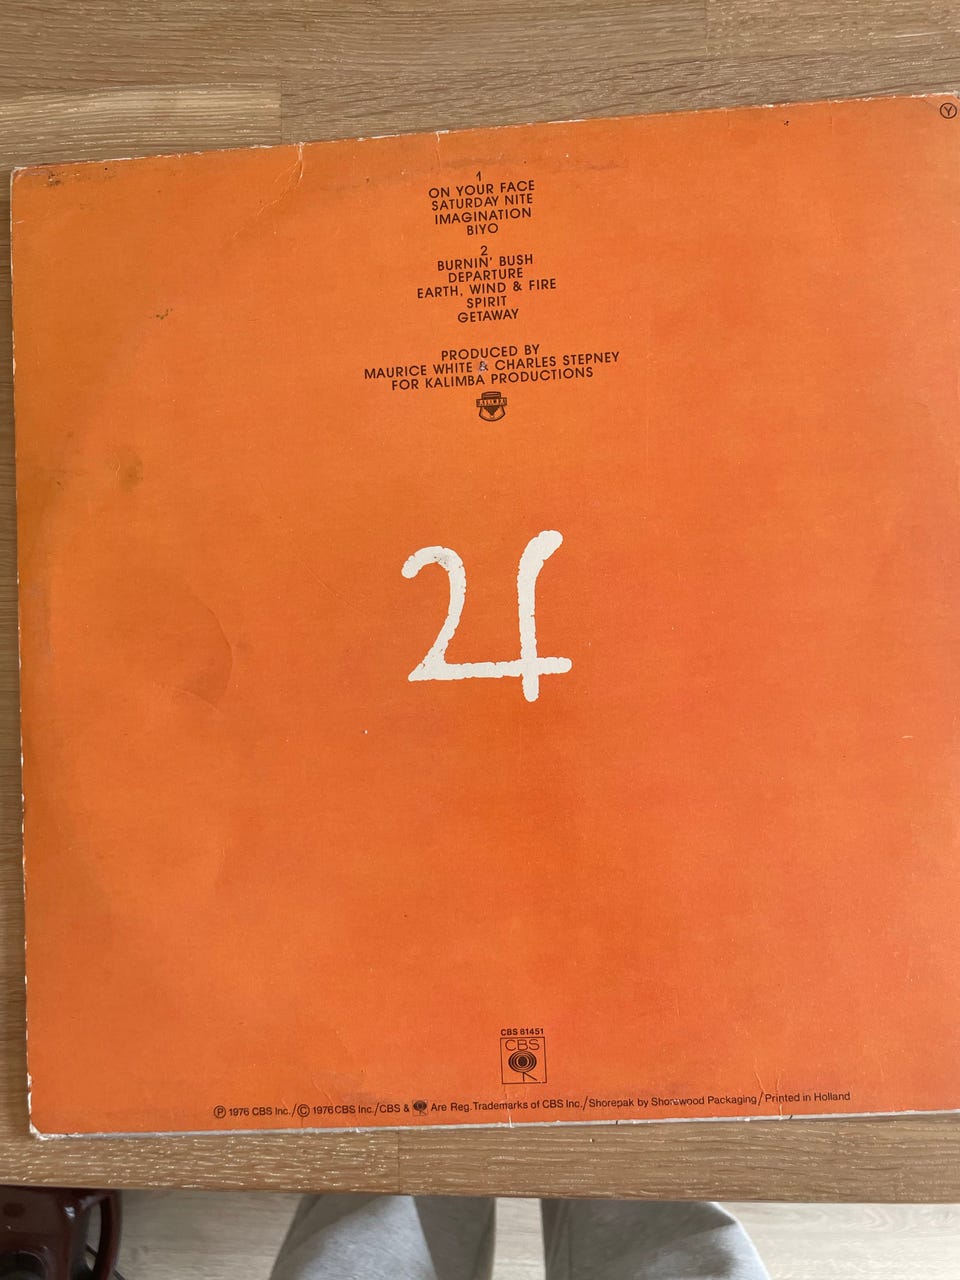 Y
1
ON YOUR FACE
SATURDAY NITE
IMAGINATION
BIYO
2
BURNIN' BUSH
DEPARTURE
EARTH, WIND & FIRE
SPIRIT
GETAWAY
PRODUCED BY
MAURICE WHITE & CHARLES STEPNEY
FOR KALIMBA PRODUCTIONS
KALIMBA
CBS 81451
CBS
Ⓟ 1976 CBS Inc./© 1976 CBS Inc./CBS & Are Reg. Trademarks of CBS Inc./Shorepak by Shorewood Packaging/Printed in Holland